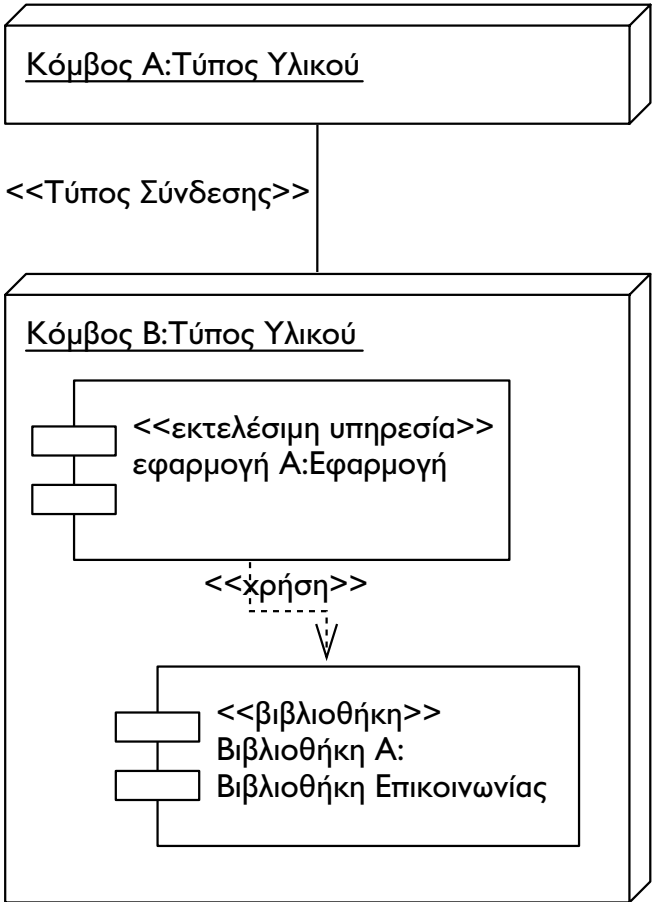 Κόμβος Α:Τύπος Υλικού
<<Τύπος Σύνδεσης>>
Κόμβος Β:Τύπος Υλικού
<<εκτελέσιμη υπηρεσία>>
εφαρμογή Α:Εφαρμογή
<<χρήση>>
<<βιβλιοθήκη>>
Βιβλιοθήκη Α:
Βιβλιοθήκη Επικοινωνίας